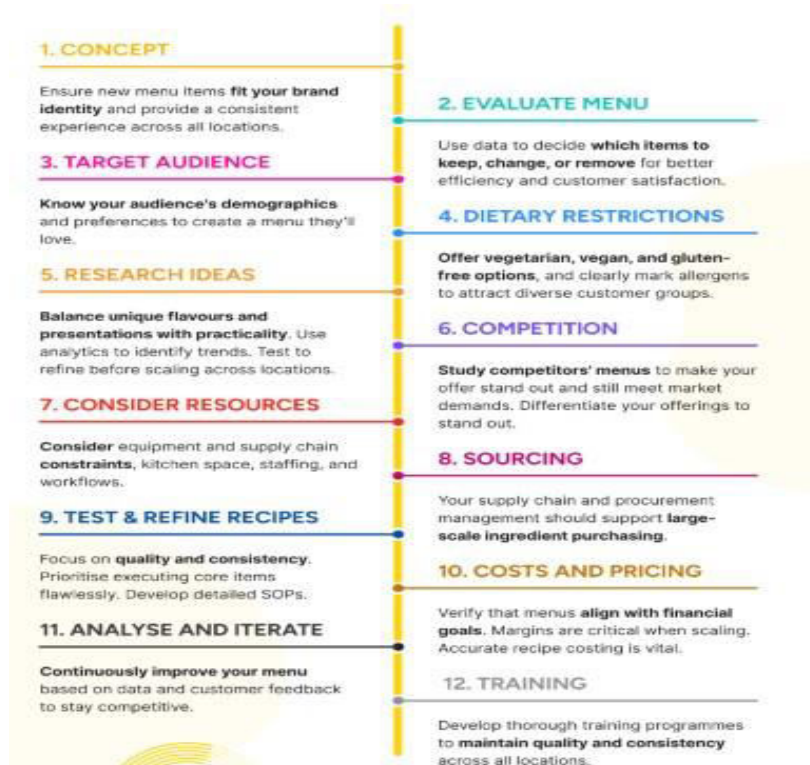 1. CONCEPT
Ensure new menu items fit your brand
identity and provide a consistent
experience across all locations.
2. EVALUATE MENU
Use data to decide which items to
keep, change, or remove for better
efficiency and customer satisfaction.
3. TARGET AUDIENCE
Know your audience's demographics
and preferences to create a menu they'll
love.
4. DIETARY RESTRICTIONS
Offer vegetarian, vegan, and gluten-
free options, and clearly mark allergens
to attract diverse customer groups.
5. RESEARCH IDEAS
Balance unique flavours and
presentations with practicality. Use
analytics to identify trends. Test to
refine before scaling across locations.
6. COMPETITION
Study competitors' menus to make your
offer stand out and still meet market
demands. Differentiate your offerings to
stand out.
7. CONSIDER RESOURCES
Consider equipment and supply chain
constraints, kitchen space, staffing, and
workflows.
8. SOURCING
Your supply chain and procurement
management should support large-
scale ingredient purchasing.
9. TEST & REFINE RECIPES
Focus on quality and consistency.
Prioritise executing core items
flawlessly. Develop detailed SOPs.
10. COSTS AND PRICING
Verify that menus align with financial
goals. Margins are critical when scaling.
Accurate recipe costing is vital.
11. ANALYSE AND ITERATE
Continuously improve your menu
based on data and customer feedback
to stay competitive.
12. TRAINING
Develop thorough training programmes
to maintain quality and consistency
across all locations.